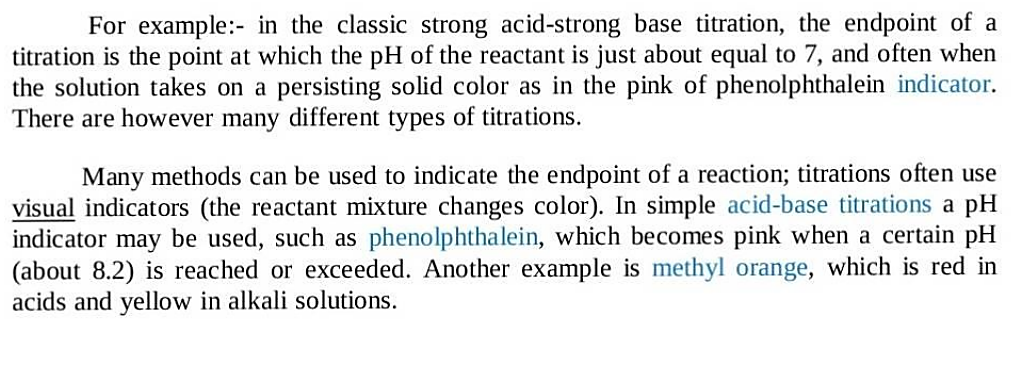 For example:- in the classic strong acid-strong base titration, the endpoint of a
titration is the point at which the pH of the reactant is just about equal to 7, and often when
the solution takes on a persisting solid color as in the pink of phenolphthalein indicator.
There are however many different types of titrations.
Many methods can be used to indicate the endpoint of a reaction; titrations often use
visual indicators (the reactant mixture changes color). In simple acid-base titrations a pH
indicator may be used, such as phenolphthalein, which becomes pink when a certain pH
(about 8.2) is reached or exceeded. Another example is methyl orange, which is red in
acids and yellow in alkali solutions.